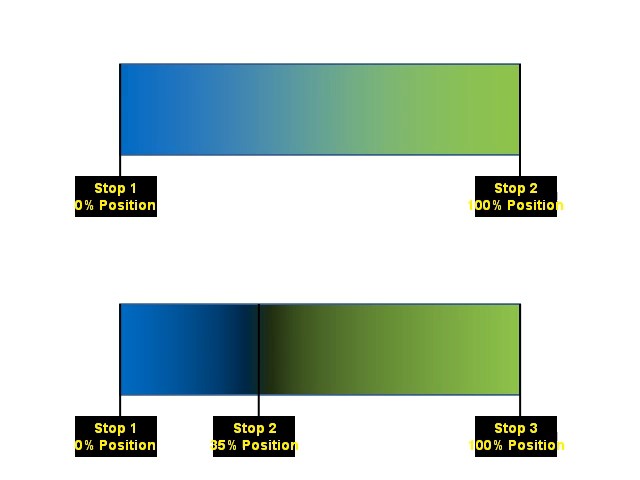 Stop 1
0% Position
Stop 2
100% Position
Stop 1
0% Position
Stop 2
35% Position
Stop 3
100% Position